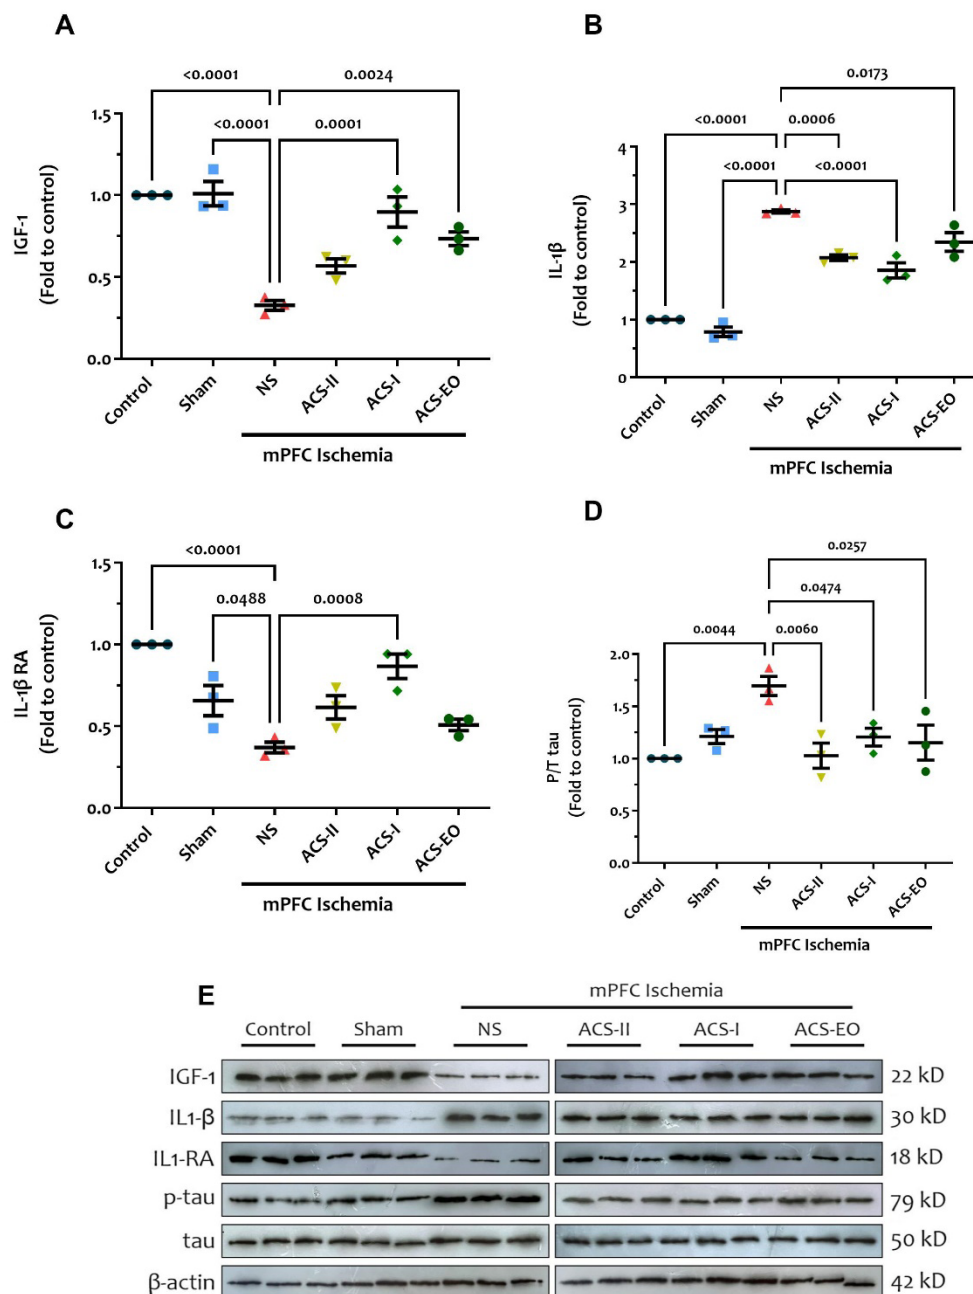 A
<0.0001 0.0024
<0.0001 0.0001
IGF-1
(Fold to control)
1.5
1.0
0.5
0.0
Control Sham NS ACS-II ACS-I ACS-EO
mPFC Ischemia
B
0.0173
<0.0001 0.0006
<0.0001 <0.0001
IL-1β
(Fold to control)
4
3
2
1
0
Control Sham NS ACS-II ACS-I ACS-EO
mPFC Ischemia
C
<0.0001
0.0488 0.0008
IL-1β RA
(Fold to control)
1.5
1.0
0.5
0.0
Control Sham NS ACS-II ACS-I ACS-EO
mPFC Ischemia
D
0.0257
0.0474
0.0044 0.0060
P/T tau
(Fold to control)
2.0
1.5
1.0
0.5
0.0
Control Sham NS ACS-II ACS-I ACS-EO
mPFC Ischemia
E
mPFC Ischemia
Control Sham NS ACS-II ACS-I ACS-EO
IGF-1 22 kD
IL1-β 30 kD
IL1-RA 18 kD
p-tau 79 kD
tau 50 kD
β-actin 42 kD